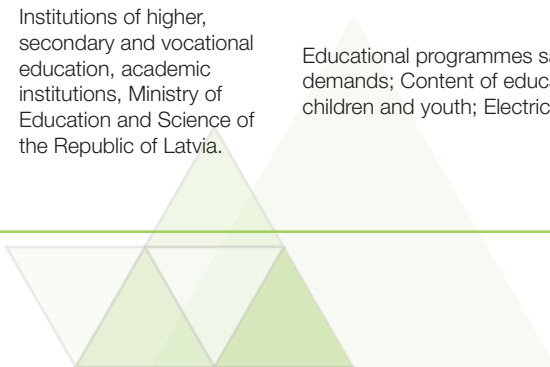 Institutions of higher,
secondary and vocational
education, academic
institutions, Ministry of
Education and Science of
the Republic of Latvia.
Educational programmes
demands; Content of
children and youth;